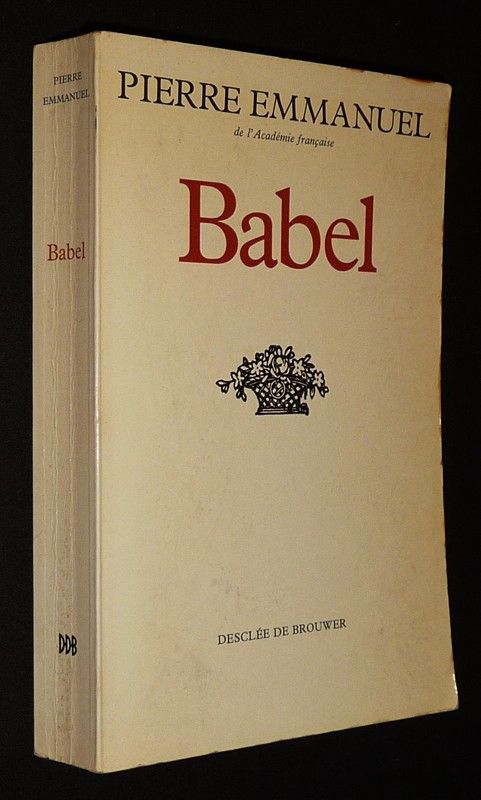 PIERRE
EMMANUEL
Babel
DDB
PIERRE EMMANUEL
de l'Académie française
Babel
DESCLÉE DE BROUWER